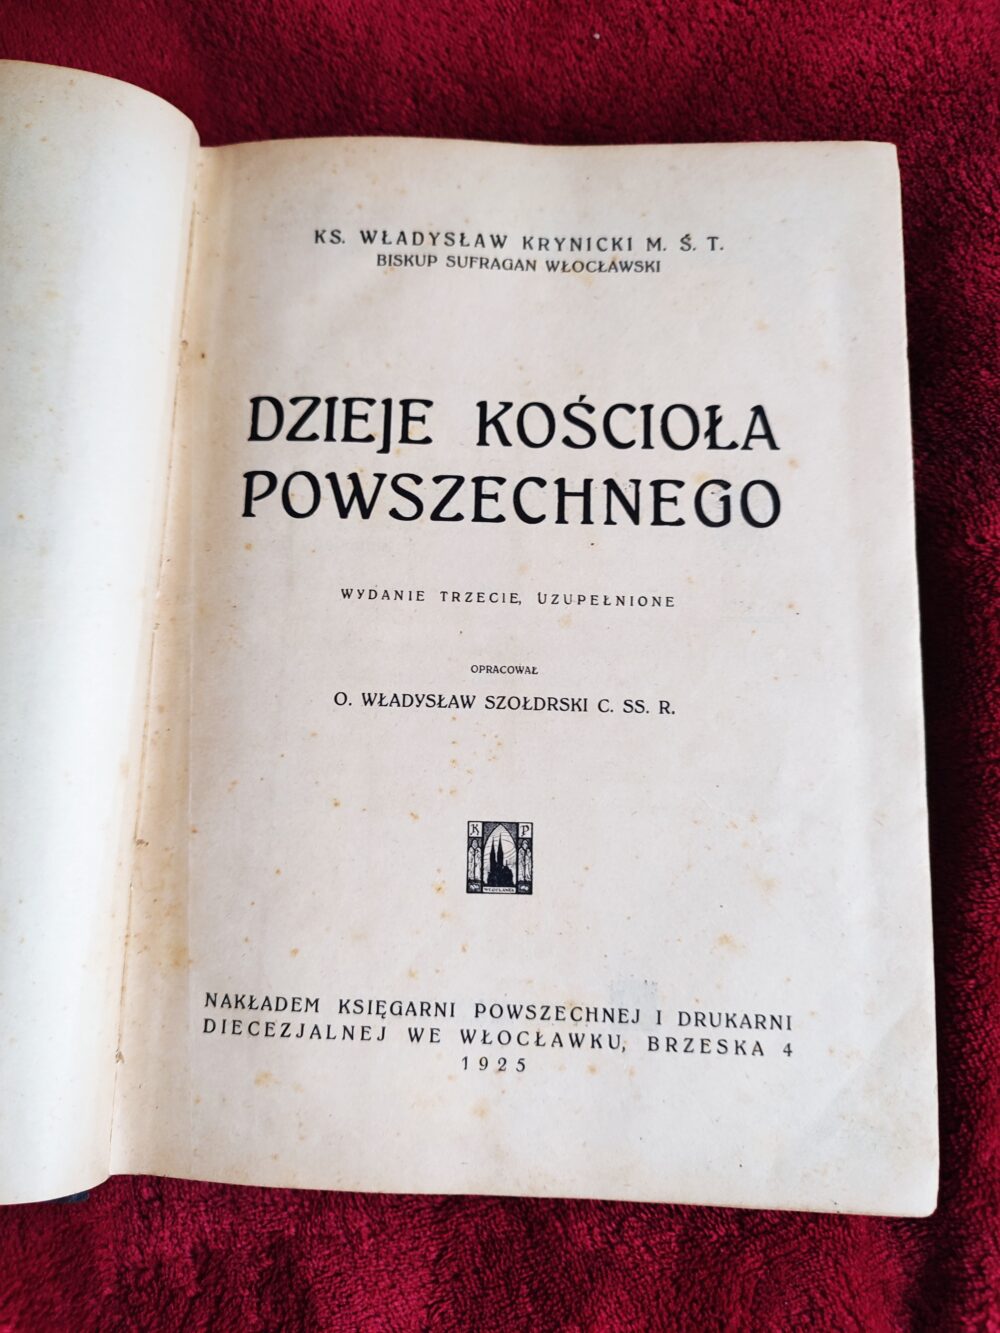 KS. WŁADYSŁAW KRYNICKI M. Ś. T.
BISKUP SUFRAGAN WŁOCŁAWSKI
DZIEJE KOŚCIOŁA
POWSZECHNEGO
WYDANIE TRZECIE, UZUPEŁNIONE
OPRACOWAŁ
O. WŁADYSŁAW SZOŁDRSKI C. SS. R.
K P
NAKŁADEM KSIĘGARNI POWSZECHNEJ I DRUKARNI
DIECEZJALNEJ WE WŁOCŁAWKU, BRZESKA 4
1925